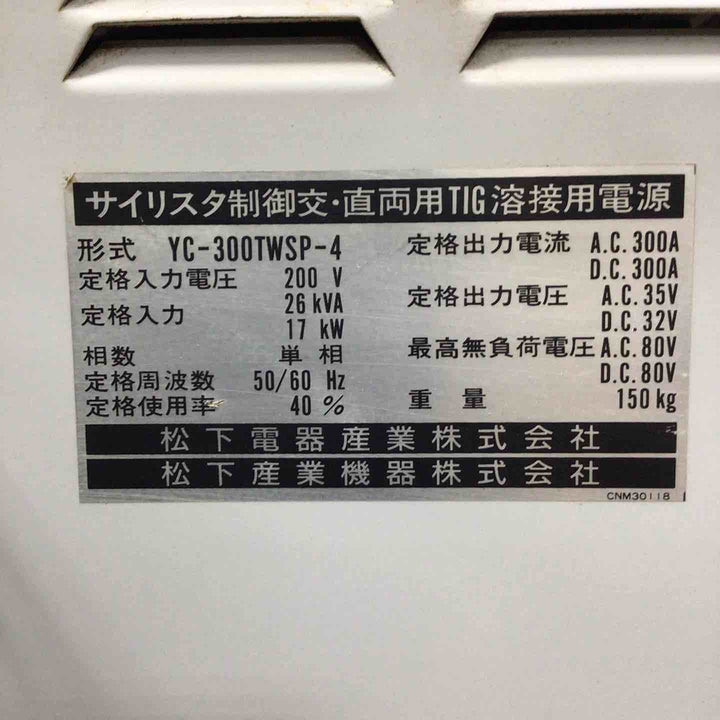 サイリスタ制御交・直両用TIG溶接用電源
形式 YC-300TWSP-4
定格入力電圧 200 V
定格入力 26 kVA
17 kW
相数 単相
定格周波数 50/60 Hz
定格使用率 40 %
定格出力電流 A.C. 300A
D.C. 300A
定格出力電圧 A.C. 35V
D.C. 32V
最高無負荷電圧 A.C. 80V
D.C. 80V
重量 150 kg
松下電器産業株式会社
松下産業機器株式会社
CNM30118